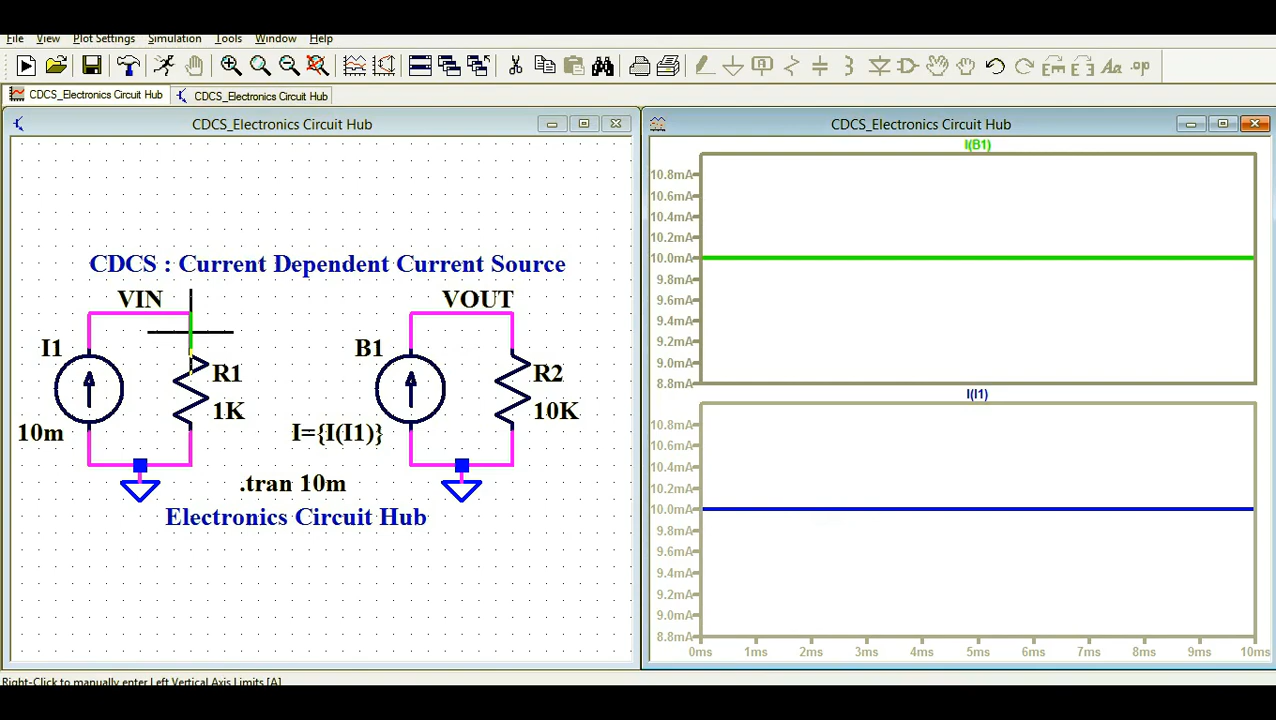 File View Plot Settings Simulation Tools Window Help
Aa .op
CDCS_Electronics Circuit Hub CDCS_Electronics Circuit Hub
CDCS_Electronics Circuit Hub
CDCS : Current Dependent Current Source
VIN VOUT
I1 B1
R1 R2
1K 10K
10m I={I(I1)}
.tran 10m
Electronics Circuit Hub
CDCS_Electronics Circuit Hub
I(B1)
10.8mA
10.6mA
10.4mA
10.2mA
10.0mA
9.8mA
9.6mA
9.4mA
9.2mA
9.0mA
8.8mA
I(I1)
10.8mA
10.6mA
10.4mA
10.2mA
10.0mA
9.8mA
9.6mA
9.4mA
9.2mA
9.0mA
8.8mA
0ms 1ms 2ms 3ms 4ms 5ms 6ms 7ms 8ms 9ms 10ms
Right-Click to manually enter Left Vertical Axis Limits [A]